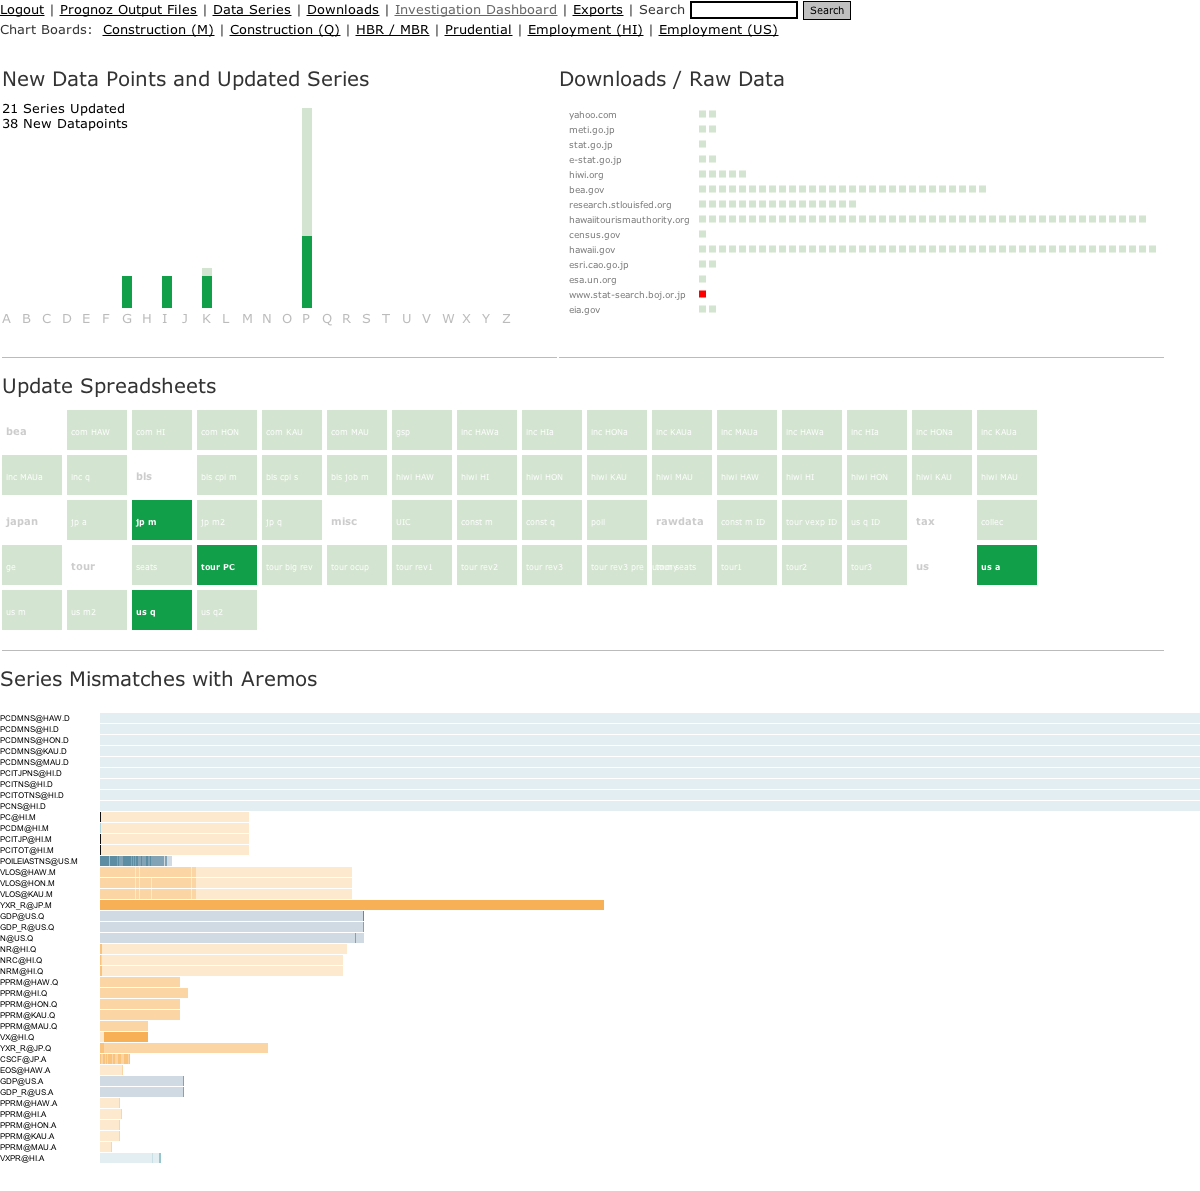 Logout | Prognoz Output Files | Data Series | Downloads | Investigation Dashboard | Exports | Search Search
Chart Boards: Construction (M) | Construction (Q) | HBR / MBR | Prudential | Employment (HI) | Employment (US)
New Data Points and Updated Series
21 Series Updated
38 New Datapoints
A B C D E F G H I J K L M N O P Q R S T U V W X Y Z
Downloads / Raw Data
yahoo.com
meti.go.jp
stat.go.jp
e-stat.go.jp
hiwi.org
bea.gov
research.stlouisfed.org
hawaiitourismauthority.org
census.gov
hawaii.gov
esri.cao.go.jp
esa.un.org
www.stat-search.boj.or.jp
eia.gov
Update Spreadsheets
bea com HAW com HI com HON com KAU com MAU gsp inc HAWa inc HIa inc HONa inc KAUa inc MAUa inc HAWa inc HIa inc HONa inc KAUa
inc MAUa inc q bls bls cpi m bls cpi s bls job m hiwi HAW hiwi HI hiwi HON hiwi KAU hiwi MAU hiwi HAW hiwi HI hiwi HON hiwi KAU hiwi MAU
japan jp a jp m jp m2 jp q misc UIC const m const q poil rawdata const m ID tour vexp ID us q ID tax collec
ge tour seats tour PC tour big rev tour ocup tour rev1 tour rev2 tour rev3 tour rev3 pre seats tour1 tour2 tour3 us us a
us m us m2 us q us q2
Series Mismatches with Aremos
PCDMNS@HAW.D
PCDMNS@HI.D
PCDMNS@HON.D
PCDMNS@KAU.D
PCDMNS@MAU.D
PCITJPNS@HI.D
PCITNS@HI.D
PCITOTNS@HI.D
PCNS@HI.D
PC@HI.M
PCDM@HI.M
PCITJP@HI.M
PCITOT@HI.M
POILEIASTNS@US.M
VLOS@HAW.M
VLOS@HON.M
VLOS@KAU.M
YXR_R@JP.M
GDP@US.Q
GDP_R@US.Q
N@US.Q
NR@HI.Q
NRC@HI.Q
NRM@HI.Q
PPRM@HAW.Q
PPRM@HI.Q
PPRM@HON.Q
PPRM@KAU.Q
PPRM@MAU.Q
VX@HI.Q
YXR_R@JP.Q
CSCF@JP.A
EOS@HAW.A
GDP@US.A
GDP_R@US.A
PPRM@HAW.A
PPRM@HI.A
PPRM@HON.A
PPRM@KAU.A
PPRM@MAU.A
VXPR@HI.A